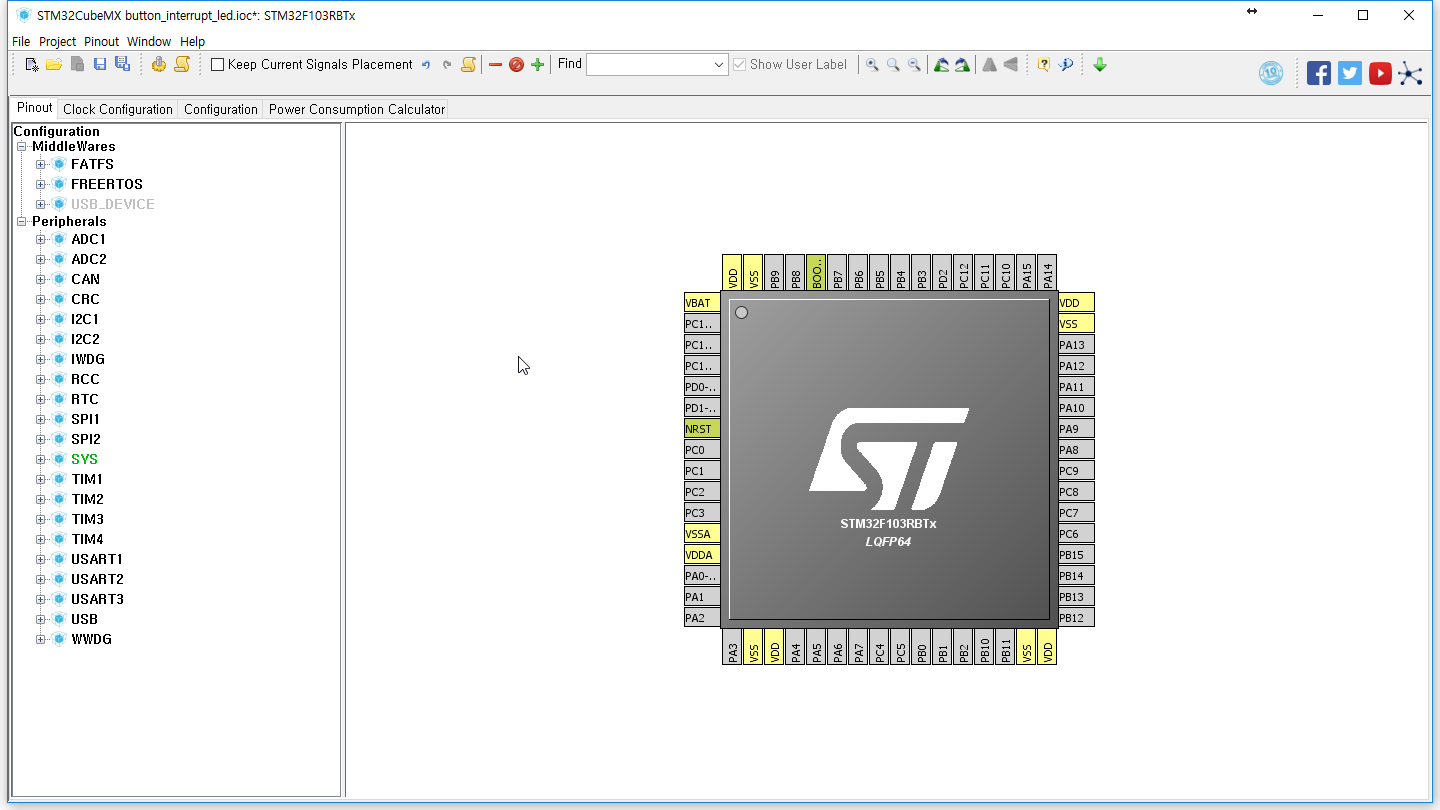 STM32CubeMX button_interrupt_led.ioc*: STM32F103RBTx
File Project Pinout Window Help
Keep Current Signals Placement Find Show User Label
Pinout Clock Configuration Configuration Power Consumption Calculator
Configuration
MiddleWares
FATFS
FREERTOS
USB_DEVICE
Peripherals
ADC1
ADC2
CAN
CRC
I2C1
I2C2
IWDG
RCC
RTC
SPI1
SPI2
SYS
TIM1
TIM2
TIM3
TIM4
USART1
USART2
USART3
USB
WWDG
VDD
VSS
PB9
PB8
BOO..
PB7
PB6
PB5
PB4
PB3
PD2
PC12
PC11
PC10
PA15
PA14
VBAT
PC1..
PC1..
PC1..
PD0-..
PD1-..
NRST
PC0
PC1
PC2
PC3
VSSA
VDDA
PA0-..
PA1
PA2
ST
STM32F103RBTx
LQFP64
VDD
VSS
PA13
PA12
PA11
PA10
PA9
PA8
PC9
PC8
PC7
PC6
PB15
PB14
PB13
PB12
PA3
VSS
VDD
PA4
PA5
PA6
PA7
PC4
PC5
PB0
PB1
PB2
PB10
PB11
VSS
VDD